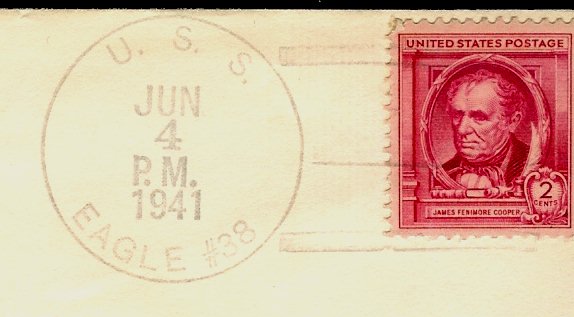 U. S. S.
JUN
4
P.M.
1941
EAGLE #38
UNITED STATES POSTAGE
2
CENTS
JAMES FENIMORE COOPER